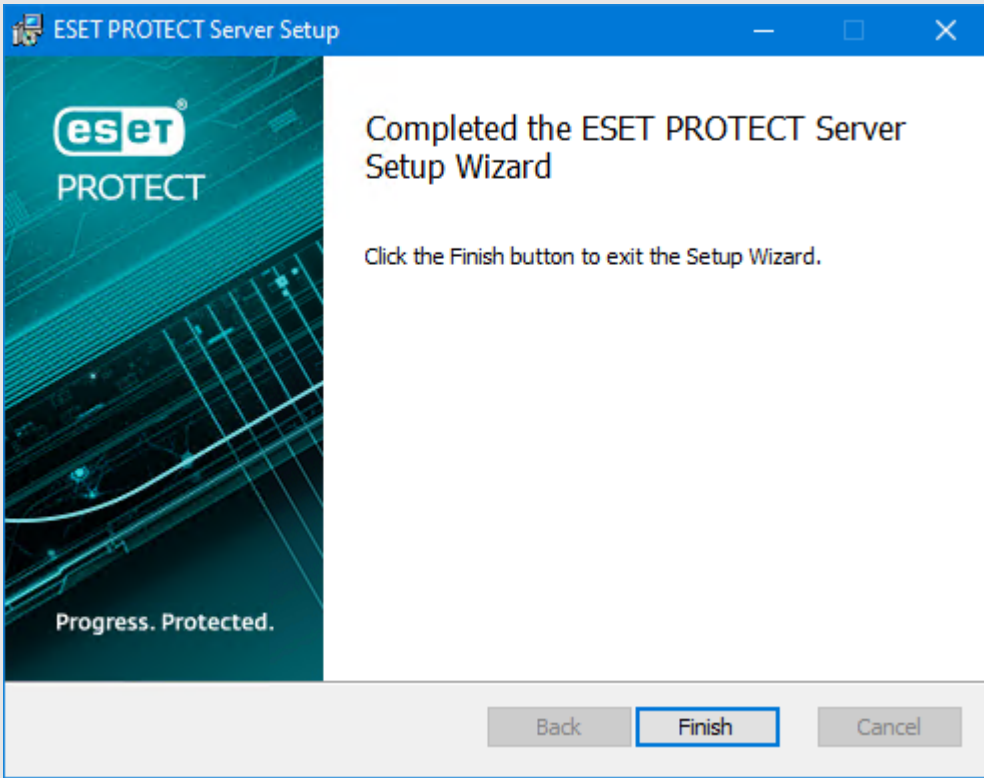 ESET PROTECT Server Setup
eset®
PROTECT
Progress. Protected.
Completed the ESET PROTECT Server
Setup Wizard
Click the Finish button to exit the Setup Wizard.
Back
Finish
Cancel